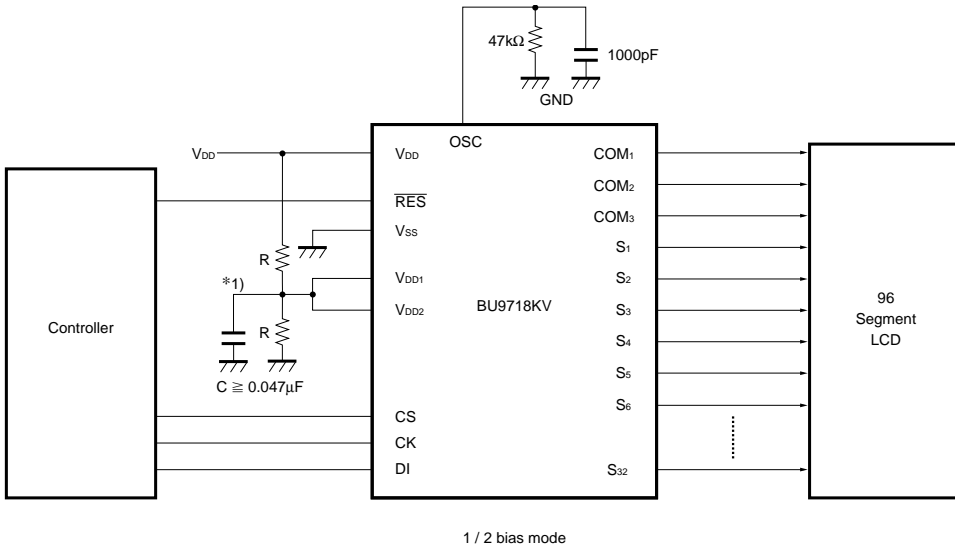 47kΩ
1000pF
GND
OSC
VDD
VDD
COM1
COM2
RES
COM3
VSS
S1
R
*1)
VDD1
S2
VDD2
BU9718KV
S3
96
Segment
LCD
Controller
R
S4
S5
C ≧ 0.047µF
S6
CS
CK
DI
S32
1 / 2 bias mode